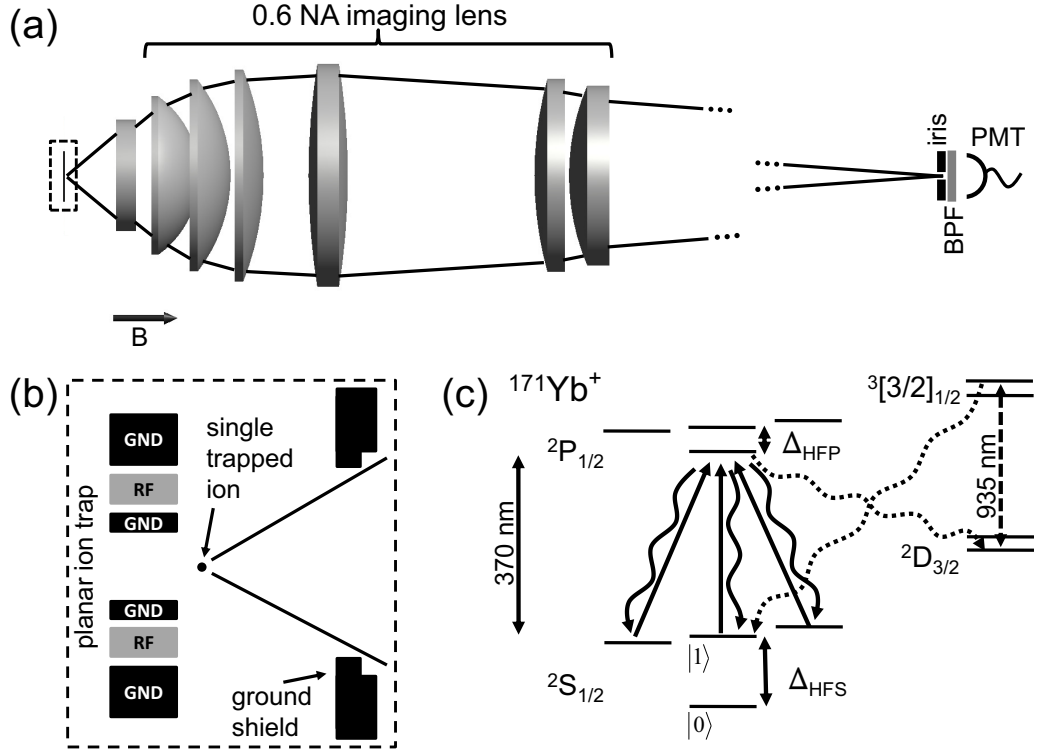 (a)
0.6 NA imaging lens
iris
PMT
BPF
B
(b)
planar ion trap
GND
RF
GND
GND
RF
GND
single
trapped
ion
ground
shield
(c)
¹⁷¹Yb⁺
³[3/2]₁/₂
²P₁/₂
Δ_HFP
370 nm
935 nm
²D₃/₂
|1⟩
²S₁/₂
Δ_HFS
|0⟩